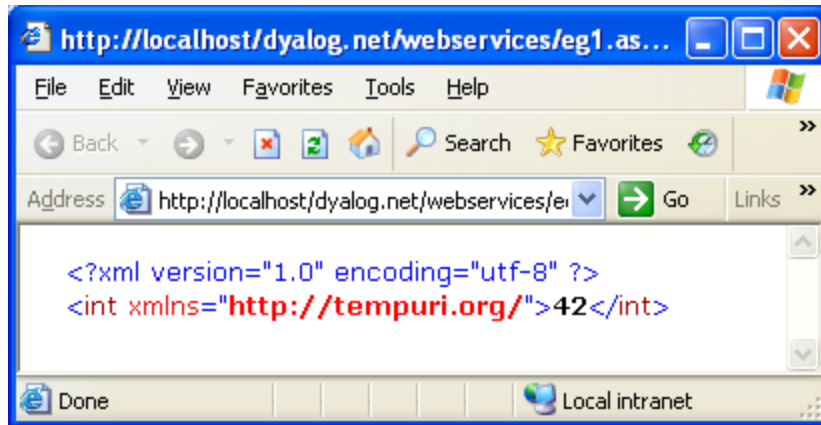 http://localhost/dyalog.net/webservices/eg1.as...
File Edit View Favorites Tools Help
Back Search Favorites »
Address http://localhost/dyalog.net/webservices/e Go Links »
<?xml version="1.0" encoding="utf-8" ?>
<int xmlns="http://tempuri.org/">42</int>
Done Local intranet